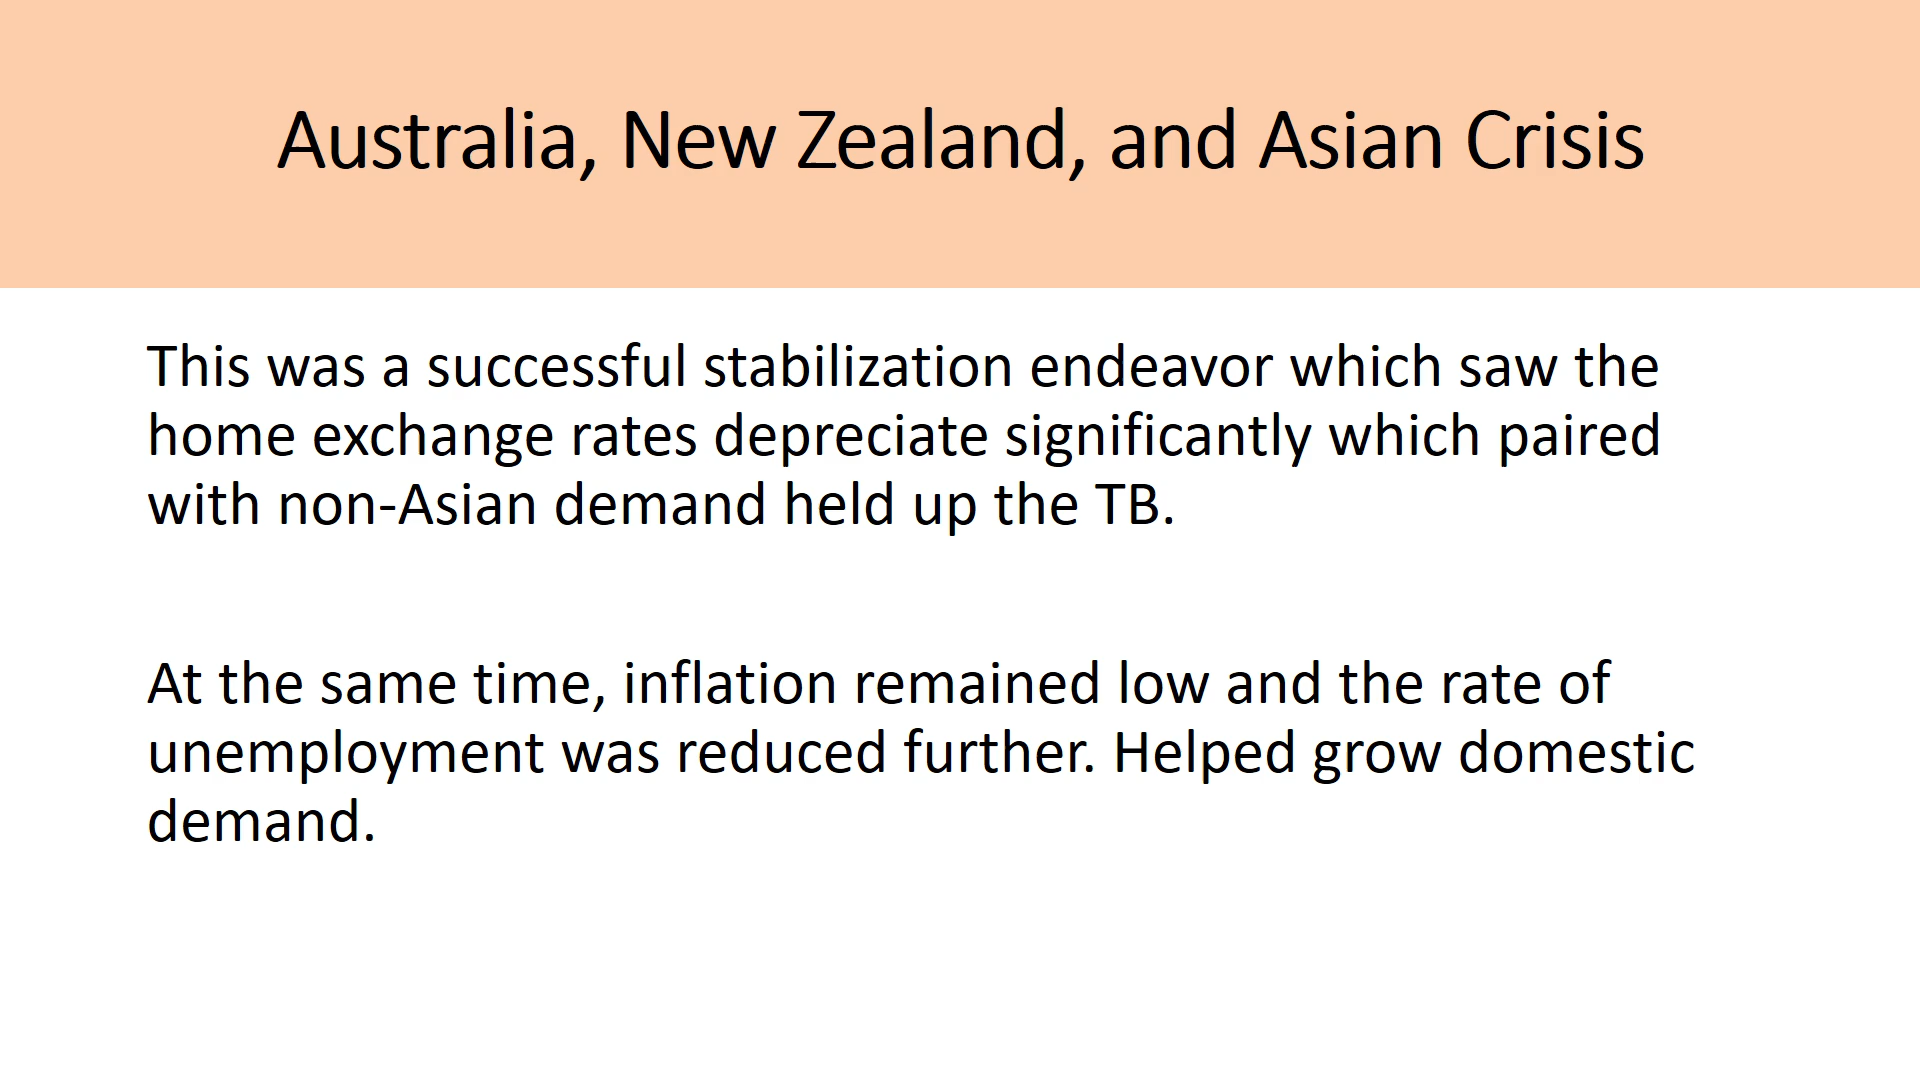 Australia, New Zealand, and Asian Crisis
This was a successful stabilization endeavor which saw the
home exchange rates depreciate significantly which paired
with non-Asian demand held up the TB.
At the same time, inflation remained low and the rate of
unemployment was reduced further. Helped grow domestic
demand.